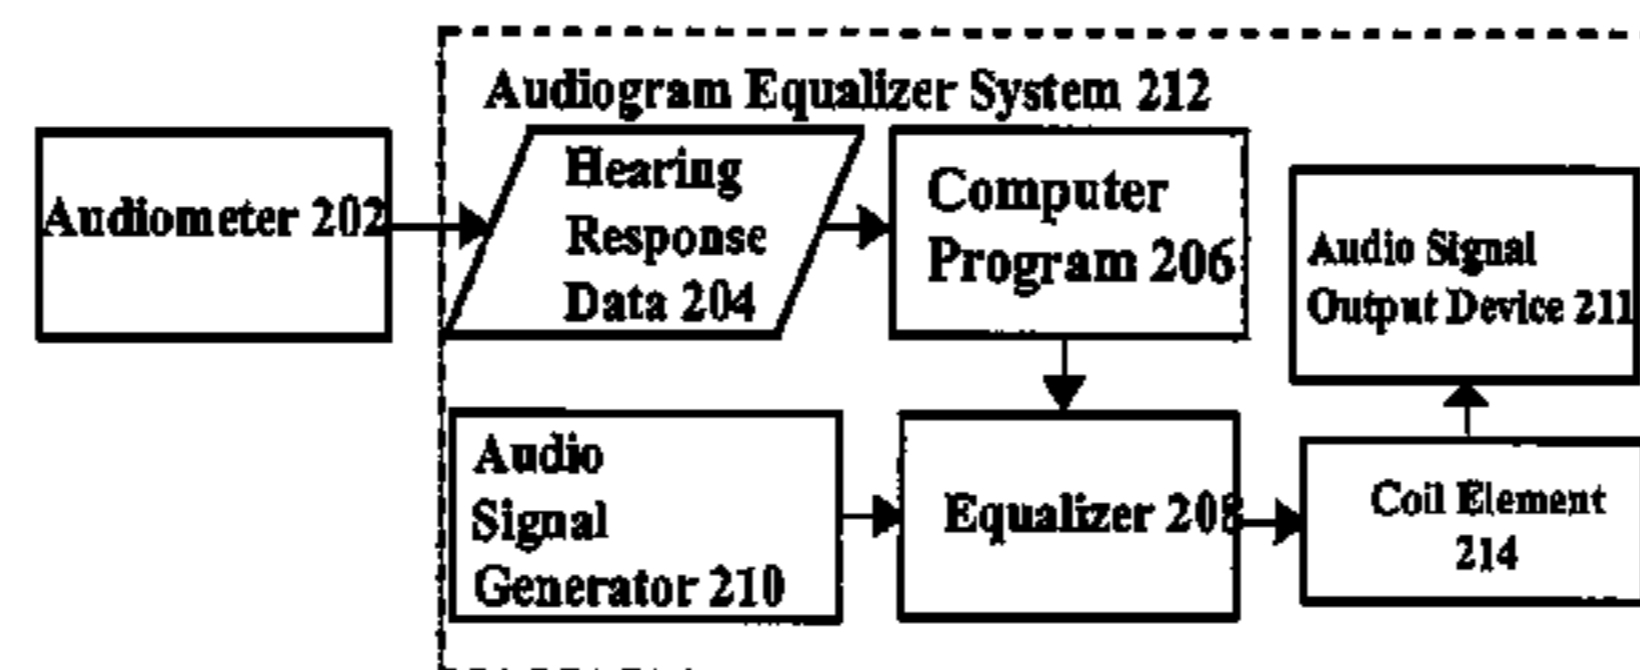 Audiogram Equalizer System 212
Audiometer 202
Hearing
Response
Data 204
Computer
Program 206
Audio Signal
Output Device 211
Audio
Signal
Generator 210
Equalizer 208
Coil Element
214